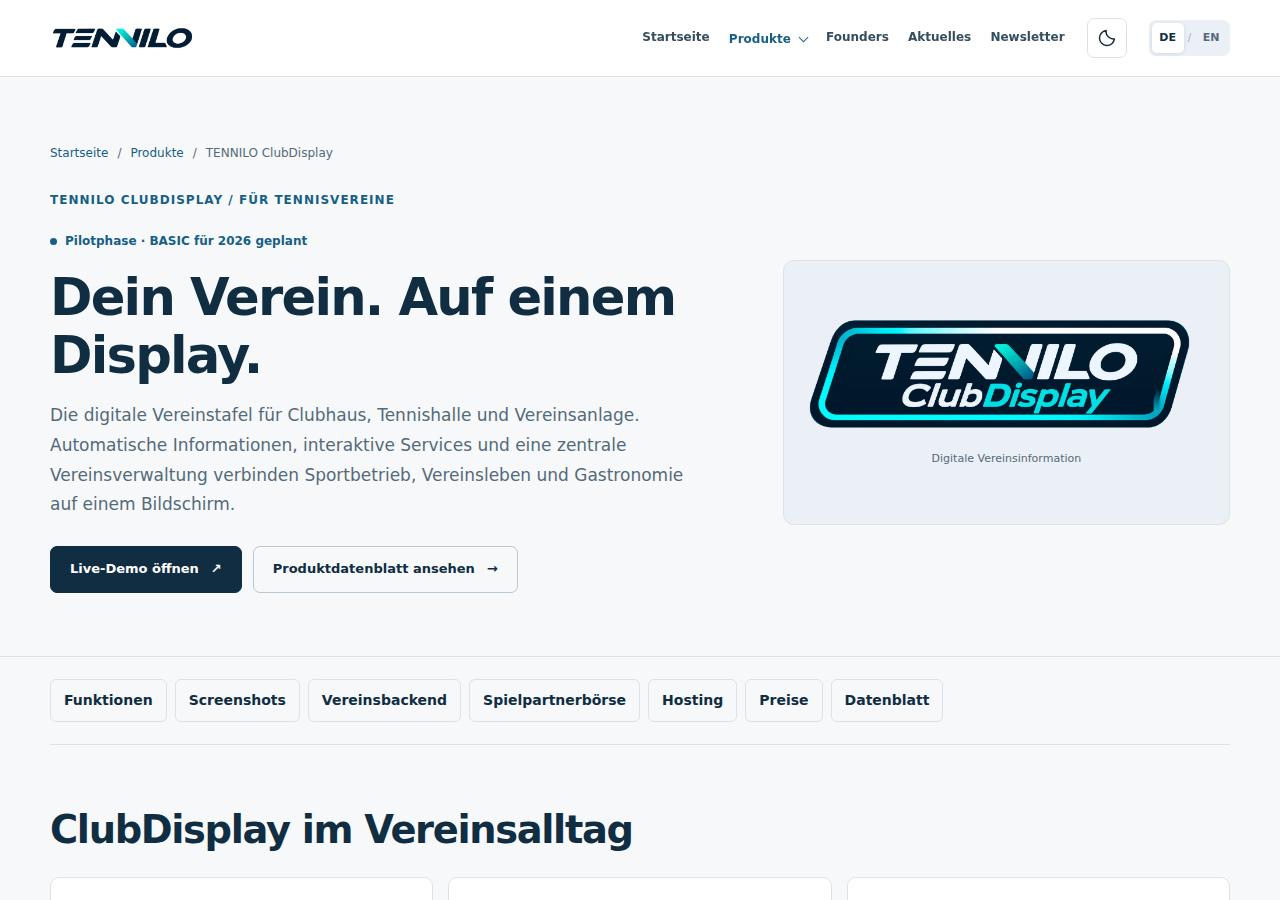 TENNILO
Startseite Produkte Founders Aktuelles Newsletter DE / EN
Startseite / Produkte / TENNILO ClubDisplay
TENNILO CLUBDISPLAY / FÜR TENNISVEREINE
Pilotphase · BASIC für 2026 geplant
Dein Verein. Auf einem
Display.
Die digitale Vereinstafel für Clubhaus, Tennishalle und Vereinsanlage.
Automatische Informationen, interaktive Services und eine zentrale
Vereinsverwaltung verbinden Sportbetrieb, Vereinsleben und Gastronomie
auf einem Bildschirm.
Live-Demo öffnen ↗ Produktdatenblatt ansehen →
TENNILO
ClubDisplay
Digitale Vereinsinformation
Funktionen Screenshots Vereinsbackend Spielpartnerbörse Hosting Preise Datenblatt
ClubDisplay im Vereinsalltag